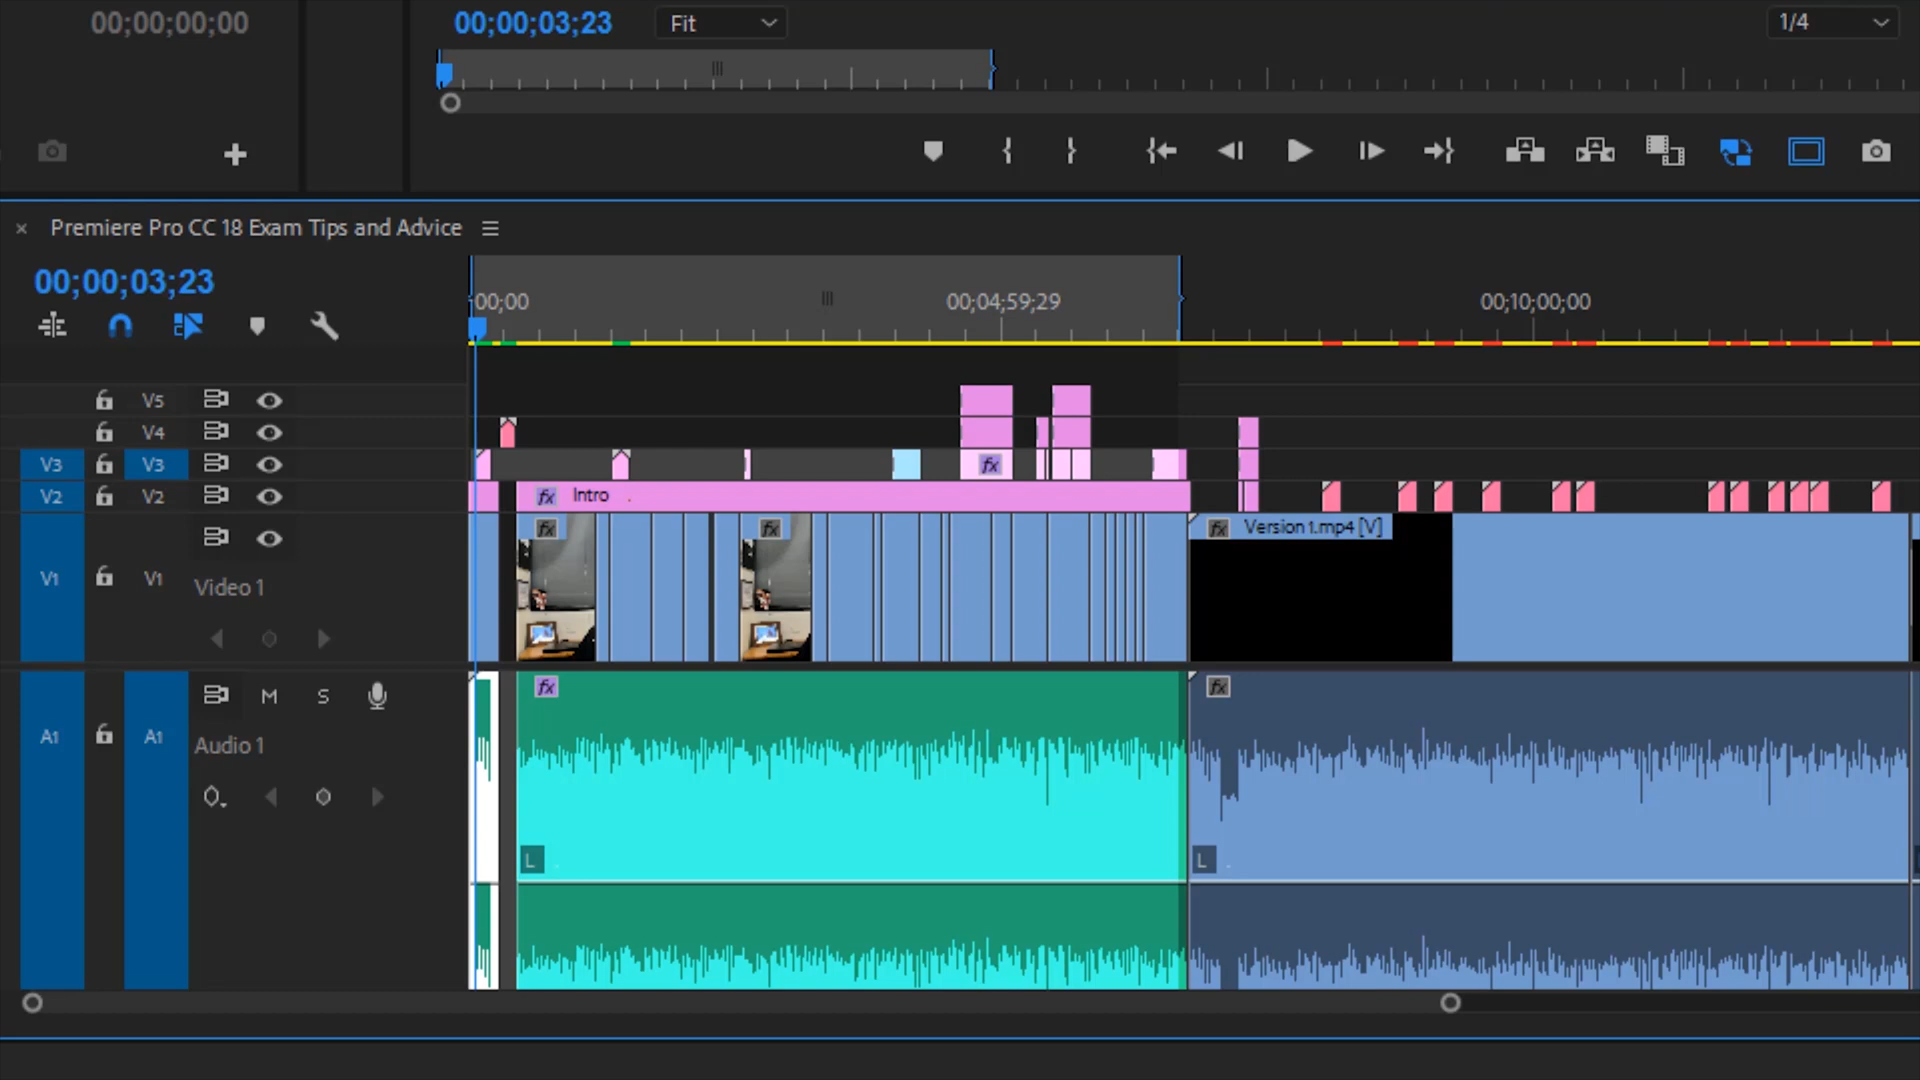 00;00;00;00
00;00;03;23
Fit
1/4
Premiere Pro CC 18 Exam Tips and Advice
00;00;03;23
00;00
00;04;59;29
00;10;00;00
V5
V4
V3 V3 fx
V2 V2 fx Intro
fx fx fx Version 1.mp4 [V]
V1 V1 Video 1
M S fx fx
A1 A1 Audio 1
L L